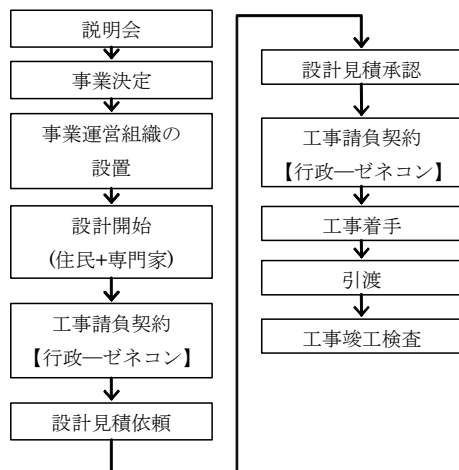 説明会
事業決定
事業運営組織の
設置
設計開始
(住民+専門家)
工事請負契約
【行政―ゼネコン】
設計見積依頼
設計見積承認
工事請負契約
【行政―ゼネコン】
工事着手
引渡
工事竣工検査